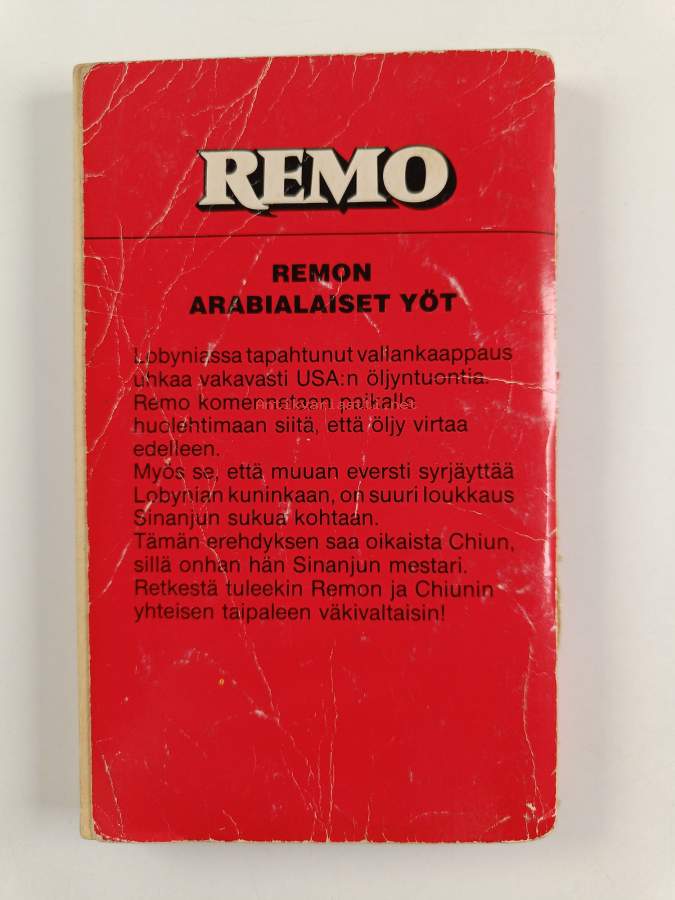 REMO
REMON
ARABIALAISET YÖT
Lobyniassa tapahtunut vallankaappaus
uhkaa vakavasti USA:n öljyntuontia.
Remo komennetaan paikalle
huolehtimaan siitä, että öljy virtaa
edelleen.
Myös se, että muuan eversti syrjäyttää
Lobynian kuninkaan, on suuri loukkaus
Sinanjun sukua kohtaan.
Tämän erehdyksen saa oikaista Chiun,
sillä onhan hän Sinanjun mestari.
Retkestä tuleekin Remon ja Chiunin
yhteisen taipaleen väkivaltaisin!